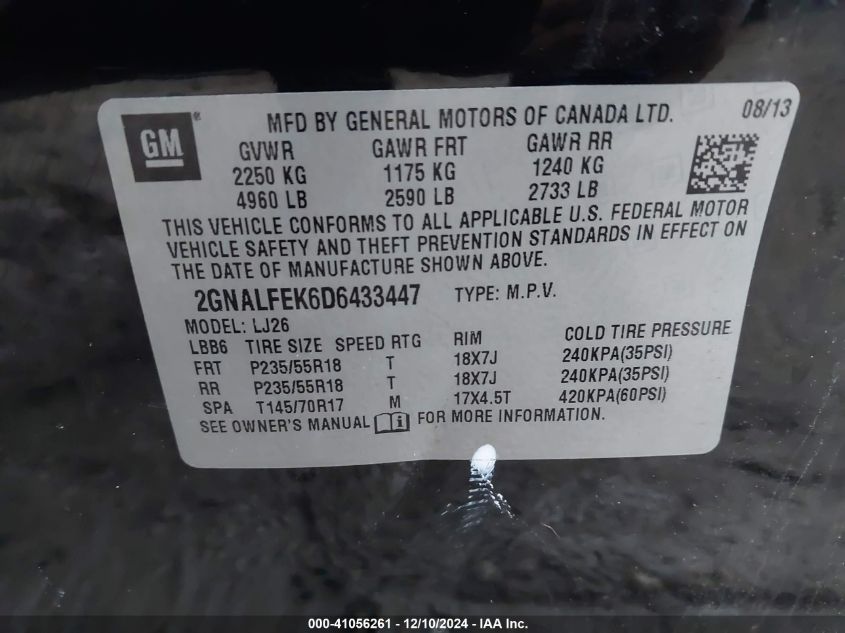 GM
MFD BY GENERAL MOTORS OF CANADA LTD.
08/13
GVWR GAWR FRT GAWR RR
2250 KG 1175 KG 1240 KG
4960 LB 2590 LB 2733 LB
THIS VEHICLE CONFORMS TO ALL APPLICABLE U.S. FEDERAL MOTOR
VEHICLE SAFETY AND THEFT PREVENTION STANDARDS IN EFFECT ON
THE DATE OF MANUFACTURE SHOWN ABOVE.
2GNALFEK6D6433447 TYPE: M.P.V.
MODEL: LJ26
LBB6 TIRE SIZE SPEED RTG RIM COLD TIRE PRESSURE
FRT P235/55R18 T 18X7J 240KPA(35PSI)
RR P235/55R18 T 18X7J 240KPA(35PSI)
SPA T145/70R17 M 17X4.5T 420KPA(60PSI)
SEE OWNER'S MANUAL i FOR MORE INFORMATION.
000-41056261 - 12/10/2024 - IAA Inc.